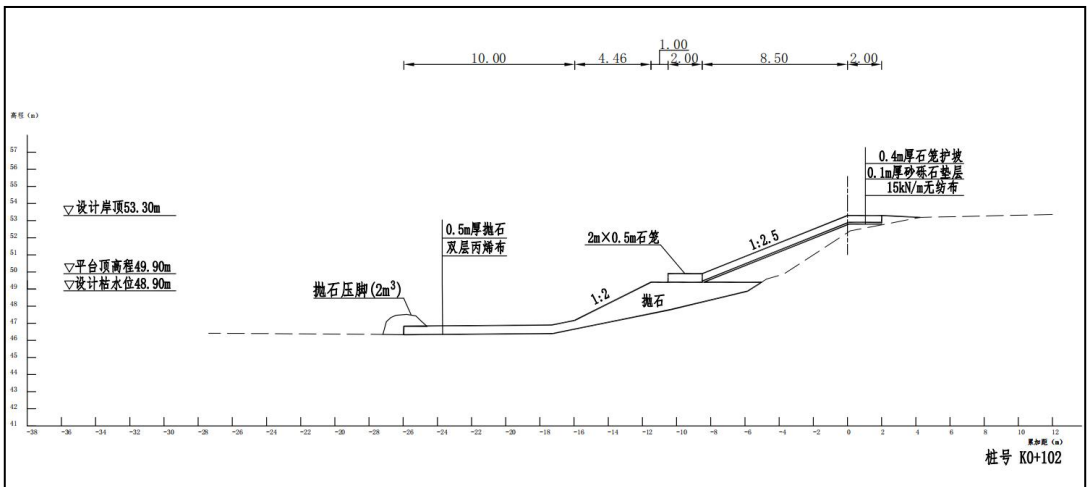 1.00
10.00 4.46 2.00 8.50 2.00
高程（m）
57
56
55
54
53
52
51
50
49
48
47
46
45
44
43
42
41
▽设计岸顶53.30m
▽平台顶高程49.90m
▽设计枯水位48.90m
抛石压脚(2m³)
0.5m厚抛石
双层丙烯布
2m×0.5m石笼
1:2
抛石
1:2.5
0.4m厚石笼护坡
0.1m厚砂砾石垫层
15kN/m无纺布
-38 -36 -34 -32 -30 -28 -26 -24 -22 -20 -20 -18 -16 -14 -12 -10 -8 -6 -4 -2 0 2 4 6 8 10 12
累加距（m）
桩号 K0+102